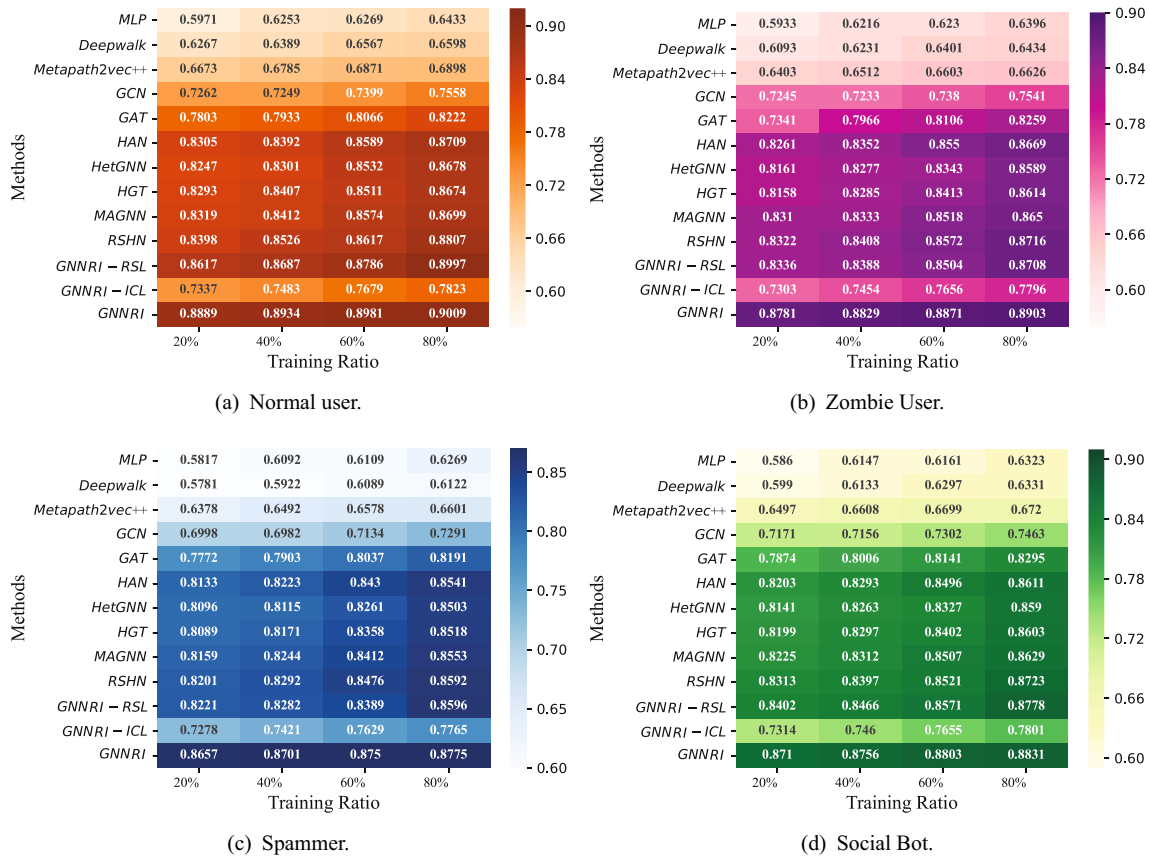 Methods
MLP 0.5971 0.6253 0.6269 0.6433
Deepwalk 0.6267 0.6389 0.6567 0.6598
Metapath2vec++ 0.6673 0.6785 0.6871 0.6898
GCN 0.7262 0.7249 0.7399 0.7558
GAT 0.7803 0.7933 0.8066 0.8222
HAN 0.8305 0.8392 0.8589 0.8709
HetGNN 0.8247 0.8301 0.8532 0.8678
HGT 0.8293 0.8407 0.8511 0.8674
MAGNN 0.8319 0.8412 0.8574 0.8699
RSHN 0.8398 0.8526 0.8617 0.8807
GNNRI − RSL 0.8617 0.8687 0.8786 0.8997
GNNRI − ICL 0.7337 0.7483 0.7679 0.7823
GNNRI 0.8889 0.8934 0.8981 0.9009
20% 40% 60% 80%
Training Ratio
0.90
0.84
0.78
0.72
0.66
0.60
(a) Normal user.
Methods
MLP 0.5933 0.6216 0.623 0.6396
Deepwalk 0.6093 0.6231 0.6401 0.6434
Metapath2vec++ 0.6403 0.6512 0.6603 0.6626
GCN 0.7245 0.7233 0.738 0.7541
GAT 0.7341 0.7966 0.8106 0.8259
HAN 0.8261 0.8352 0.855 0.8669
HetGNN 0.8161 0.8277 0.8343 0.8589
HGT 0.8158 0.8285 0.8413 0.8614
MAGNN 0.831 0.8333 0.8518 0.865
RSHN 0.8322 0.8408 0.8572 0.8716
GNNRI − RSL 0.8336 0.8388 0.8504 0.8708
GNNRI − ICL 0.7303 0.7454 0.7656 0.7796
GNNRI 0.8781 0.8829 0.8871 0.8903
20% 40% 60% 80%
Training Ratio
0.90
0.84
0.78
0.72
0.66
0.60
(b) Zombie User.
Methods
MLP 0.5817 0.6092 0.6109 0.6269
Deepwalk 0.5781 0.5922 0.6089 0.6122
Metapath2vec++ 0.6378 0.6492 0.6578 0.6601
GCN 0.6998 0.6982 0.7134 0.7291
GAT 0.7772 0.7903 0.8037 0.8191
HAN 0.8133 0.8223 0.843 0.8541
HetGNN 0.8096 0.8115 0.8261 0.8503
HGT 0.8089 0.8171 0.8358 0.8518
MAGNN 0.8159 0.8244 0.8412 0.8553
RSHN 0.8201 0.8292 0.8476 0.8592
GNNRI − RSL 0.8221 0.8282 0.8389 0.8596
GNNRI − ICL 0.7278 0.7421 0.7629 0.7765
GNNRI 0.8657 0.8701 0.875 0.8775
20% 40% 60% 80%
Training Ratio
0.85
0.80
0.75
0.70
0.65
0.60
(c) Spammer.
Methods
MLP 0.586 0.6147 0.6161 0.6323
Deepwalk 0.599 0.6133 0.6297 0.6331
Metapath2vec++ 0.6497 0.6608 0.6699 0.672
GCN 0.7171 0.7156 0.7302 0.7463
GAT 0.7874 0.8006 0.8141 0.8295
HAN 0.8203 0.8293 0.8496 0.8611
HetGNN 0.8141 0.8263 0.8327 0.859
HGT 0.8199 0.8297 0.8402 0.8603
MAGNN 0.8225 0.8312 0.8507 0.8629
RSHN 0.8313 0.8397 0.8521 0.8723
GNNRI − RSL 0.8402 0.8466 0.8571 0.8778
GNNRI − ICL 0.7314 0.746 0.7655 0.7801
GNNRI 0.871 0.8756 0.8803 0.8831
20% 40% 60% 80%
Training Ratio
0.90
0.84
0.78
0.72
0.66
0.60
(d) Social Bot.